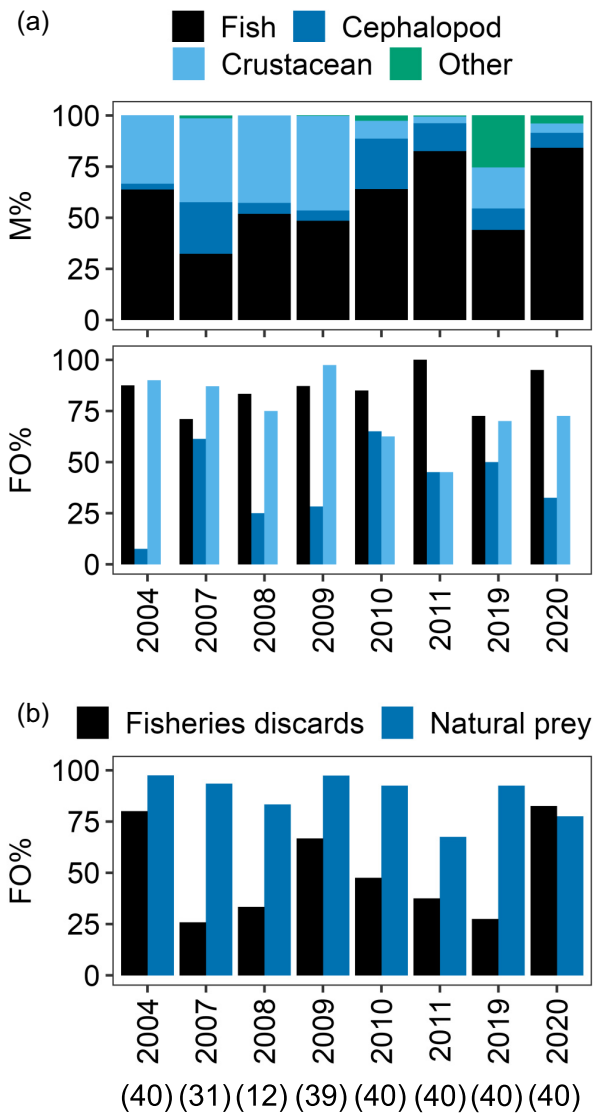 (a) Fish Cephalopod
Crustacean Other
M%
100
75
50
25
0
FO%
100
75
50
25
0
2004 2007 2008 2009 2010 2011 2019 2020
(b) Fisheries discards Natural prey
FO%
100
75
50
25
0
2004 2007 2008 2009 2010 2011 2019 2020
(40) (31) (12) (39) (40) (40) (40) (40)